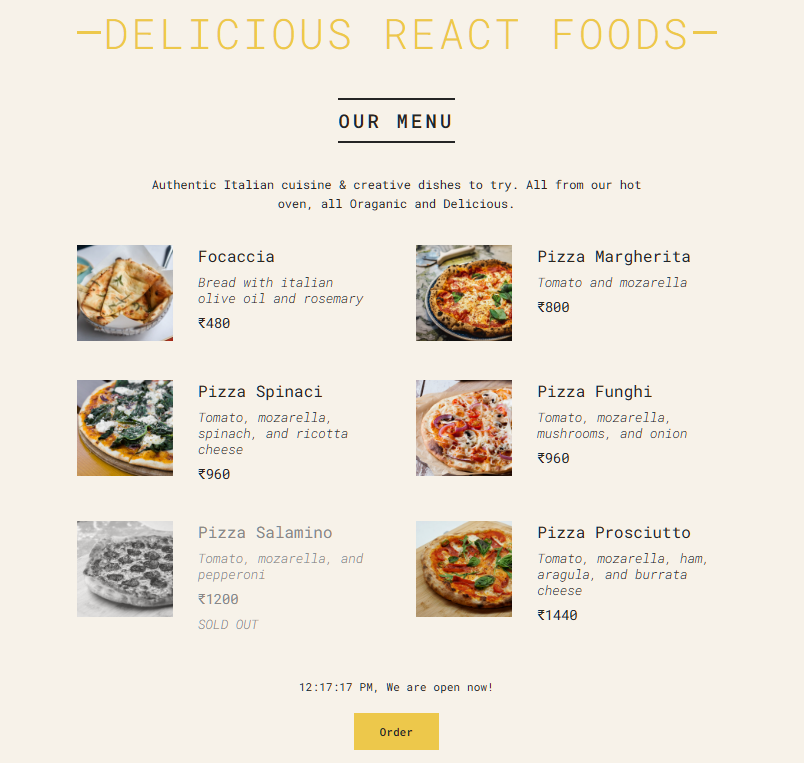 DELICIOUS REACT FOODS
OUR MENU
Authentic Italian cuisine & creative dishes to try. All from our hot
oven, all Oraganic and Delicious.
Focaccia
Bread with italian
olive oil and rosemary
₹480
Pizza Margherita
Tomato and mozarella
₹800
Pizza Spinaci
Tomato, mozarella,
spinach, and ricotta
cheese
₹960
Pizza Funghi
Tomato, mozarella,
mushrooms, and onion
₹960
Pizza Salamino
Tomato, mozarella, and
pepperoni
₹1200
SOLD OUT
Pizza Prosciutto
Tomato, mozarella, ham,
aragula, and burrata
cheese
₹1440
12:17:17 PM, We are open now!
Order